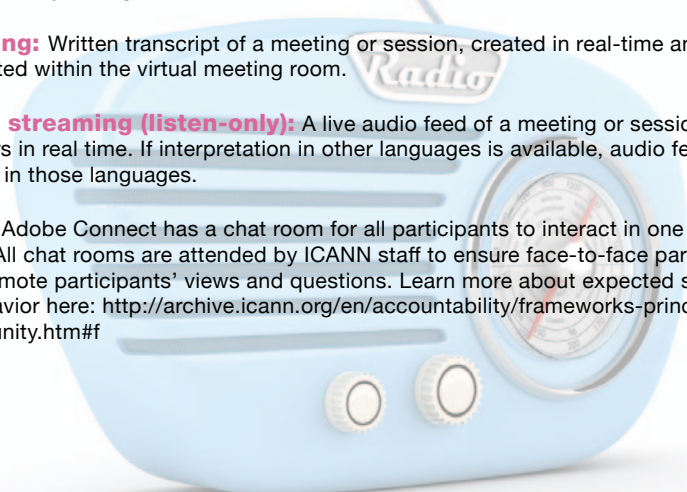 ng: Written transcript of a meeting or session, created in real-time an
ted within the virtual meeting room.
Radio
streaming (listen-only): A live audio feed of a meeting or sessio
rs in real time. If interpretation in other languages is available, audio fe
in those languages.
Adobe Connect has a chat room for all participants to interact in one
All chat rooms are attended by ICANN staff to ensure face-to-face par
mote participants' views and questions. Learn more about expected s
avior here: http://archive.icann.org/en/accountability/frameworks-princ
unity.htm#f